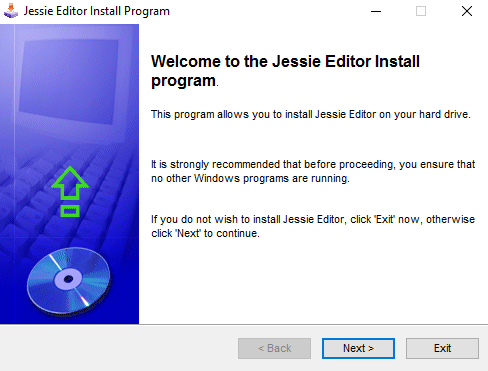 Jessie Editor Install Program
Welcome to the Jessie Editor Install
program.
This program allows you to install Jessie Editor on your hard drive.
It is strongly recommended that before proceeding, you ensure that
no other Windows programs are running.
If you do not wish to install Jessie Editor, click 'Exit' now, otherwise
click 'Next' to continue.
< Back Next > Exit